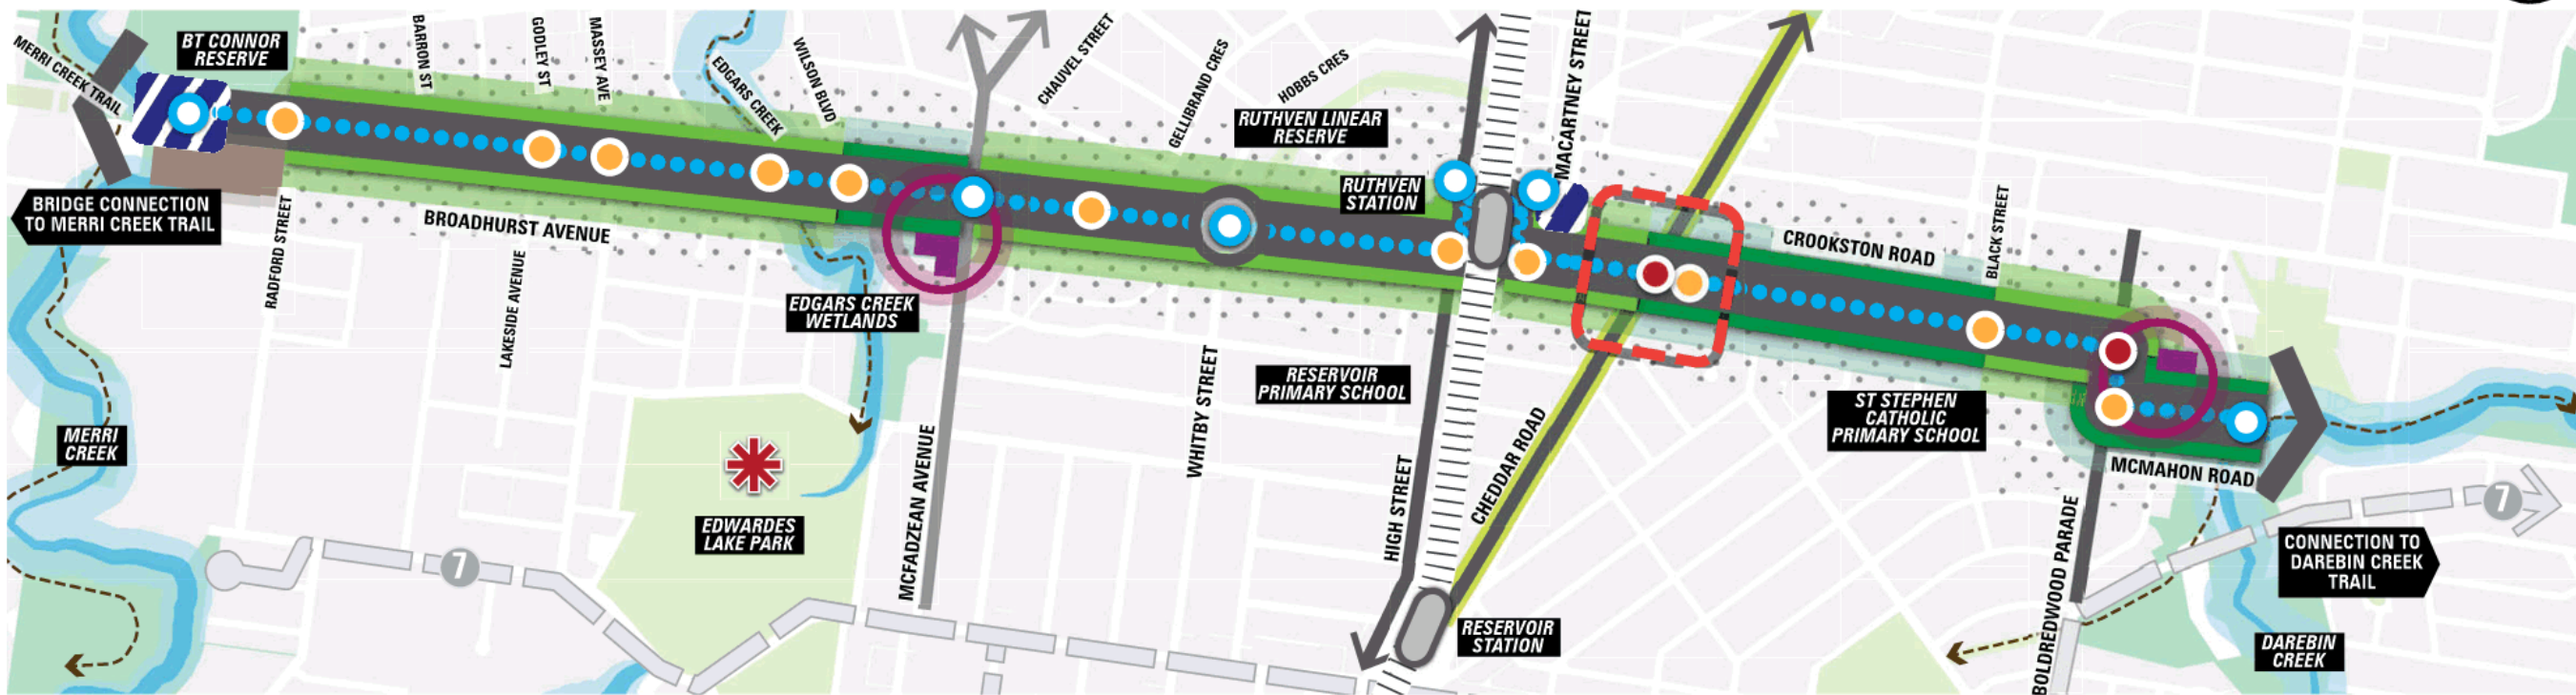 MERRI CREEK TRAIL
BT CONNOR
RESERVE
BARRON ST
GODLEY ST
MASSEY AVE
EDGARS CREEK
WILSON BLVD
CHAUVEL STREET
GELLIBRAND CRES
HOBBS CRES
RUTHVEN LINEAR
RESERVE
MACARTNEY STREET
RUTHVEN
STATION
BRIDGE CONNECTION
TO MERRI CREEK TRAIL
RADFORD STREET
BROADHURST AVENUE
LAKESIDE AVENUE
EDGARS CREEK
WETLANDS
CROOKSTON ROAD
BLACK STREET
MERRI
CREEK
EDWARDES
LAKE PARK
MCFADZEAN AVENUE
WHITBY STREET
RESERVOIR
PRIMARY SCHOOL
HIGH STREET
CHEDDAR ROAD
ST STEPHEN
CATHOLIC
PRIMARY SCHOOL
MCMAHON ROAD
7
7
RESERVOIR
STATION
BOLDREDWOOD PARADE
CONNECTION TO
DAREBIN CREEK
TRAIL
DAREBIN
CREEK